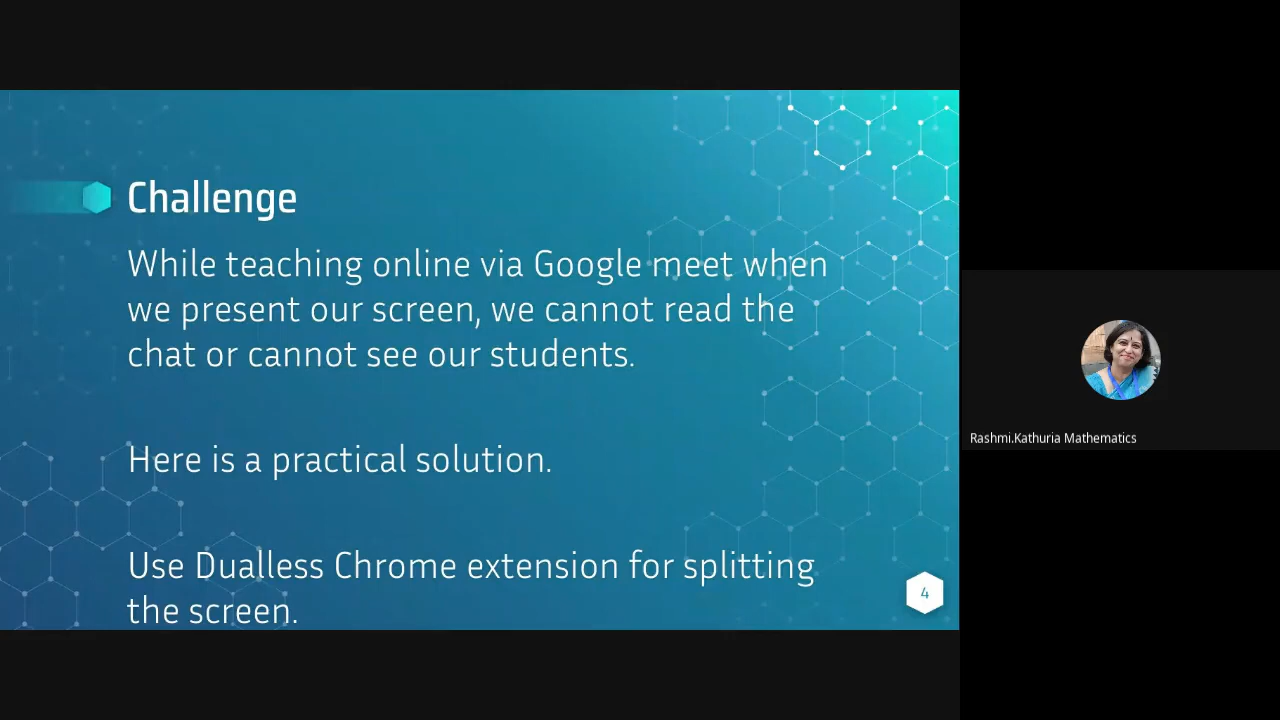 Challenge
While teaching online via Google meet when
we present our screen, we cannot read the
chat or cannot see our students.
Here is a practical solution.
Use Dualless Chrome extension for splitting
the screen.
4
Rashmi.Kathuria Mathematics